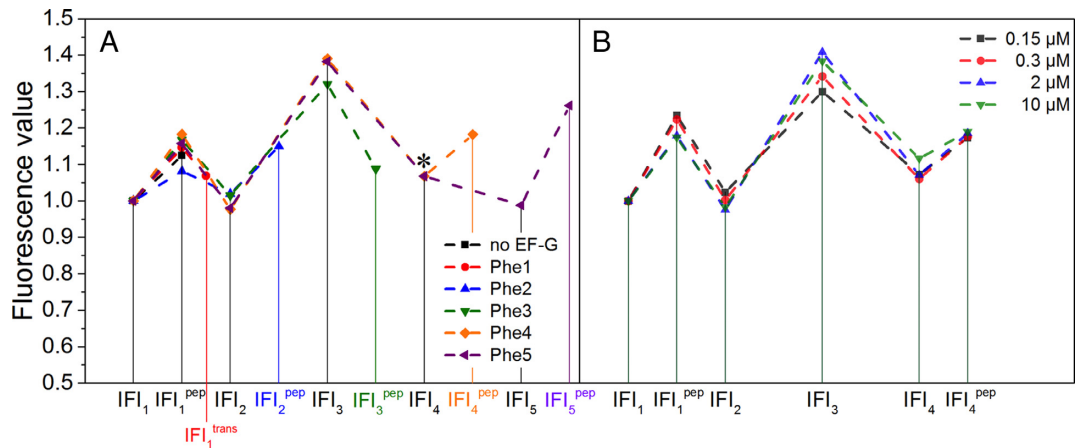 A
B
Fluorescence value
1.5
1.4
1.3
1.2
1.1
1.0
0.9
0.8
0.7
0.6
0.5
*
no EF-G
Phe1
Phe2
Phe3
Phe4
Phe5
0.15 µM
0.3 µM
2 µM
10 µM
IFI₁ IFI₁ᵖᵉᵖ IFI₂ IFI₂ᵖᵉᵖ IFI₃ IFI₃ᵖᵉᵖ IFI₄ IFI₄ᵖᵉᵖ IFI₅ IFI₅ᵖᵉᵖ
IFI₁ᵗʳᵃⁿˢ
IFI₁ IFI₁ᵖᵉᵖ IFI₂ IFI₃ IFI₄ IFI₄ᵖᵉᵖ